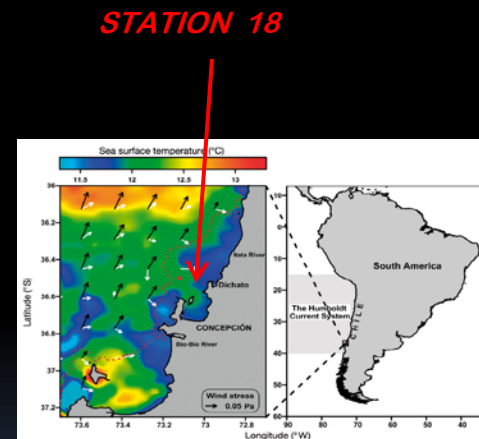 STATION 18
Sea surface temperature (°C)
11.5 12 12.5 13
36
36.2
36.4
36.6
36.8
37
37.2
Latitude (°S)
73.6 73.4 73.2 73 72.8
Itata River
Dichato
CONCEPCIÓN
Bio-Bio River
Wind stress
0.05 Pa
10
0
10
20
30
40
50
60
90 80 70 60 50 40
South America
The Humboldt
Current System
CHILE
Longitude (°W)